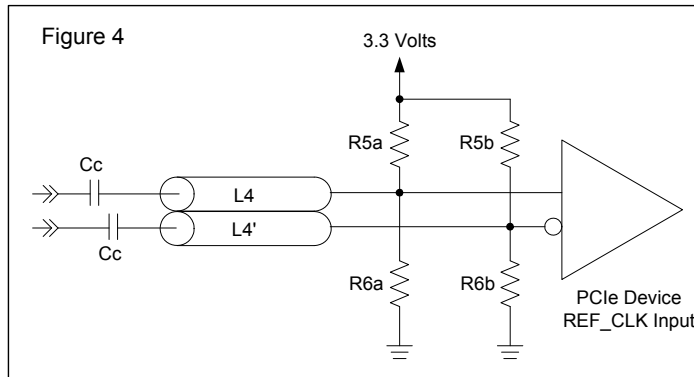 Figure 4
3.3 Volts
R5a
R5b
Cc
L4
L4'
Cc
R6a
R6b
PCIe Device
REF_CLK Input